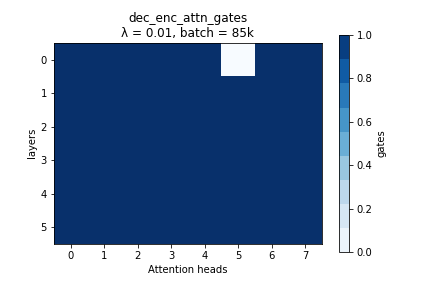 dec_enc_attn_gates
λ = 0.01, batch = 85k
layers
0
1
2
3
4
5
0 1 2 3 4 5 6 7
Attention heads
1.0
0.8
0.6
0.4
0.2
0.0
gates